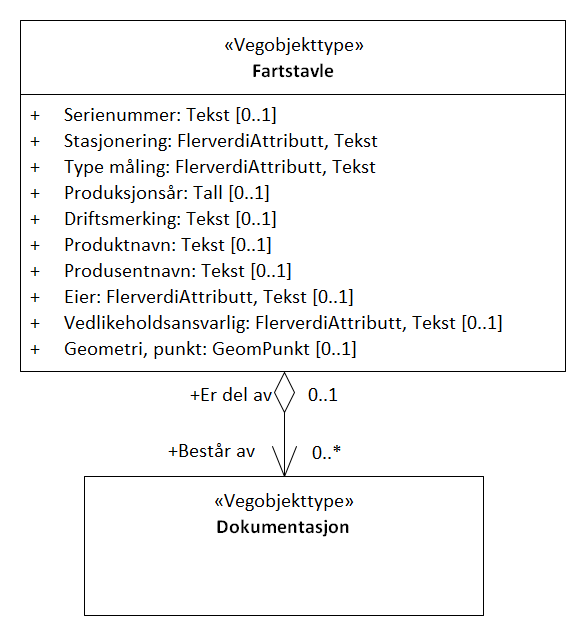 «Vegobjekttype»
Fartstavle
+ Serienummer: Tekst [0..1]
+ Stasjonering: FlerverdiAttributt, Tekst
+ Type måling: FlerverdiAttributt, Tekst
+ Produksjonsår: Tall [0..1]
+ Driftsmerking: Tekst [0..1]
+ Produktnavn: Tekst [0..1]
+ Produsentnavn: Tekst [0..1]
+ Eier: FlerverdiAttributt, Tekst [0..1]
+ Vedlikeholdsansvarlig: FlerverdiAttributt, Tekst [0..1]
+ Geometri, punkt: GeomPunkt [0..1]
+Er del av 0..1
+Består av 0..*
«Vegobjekttype»
Dokumentasjon